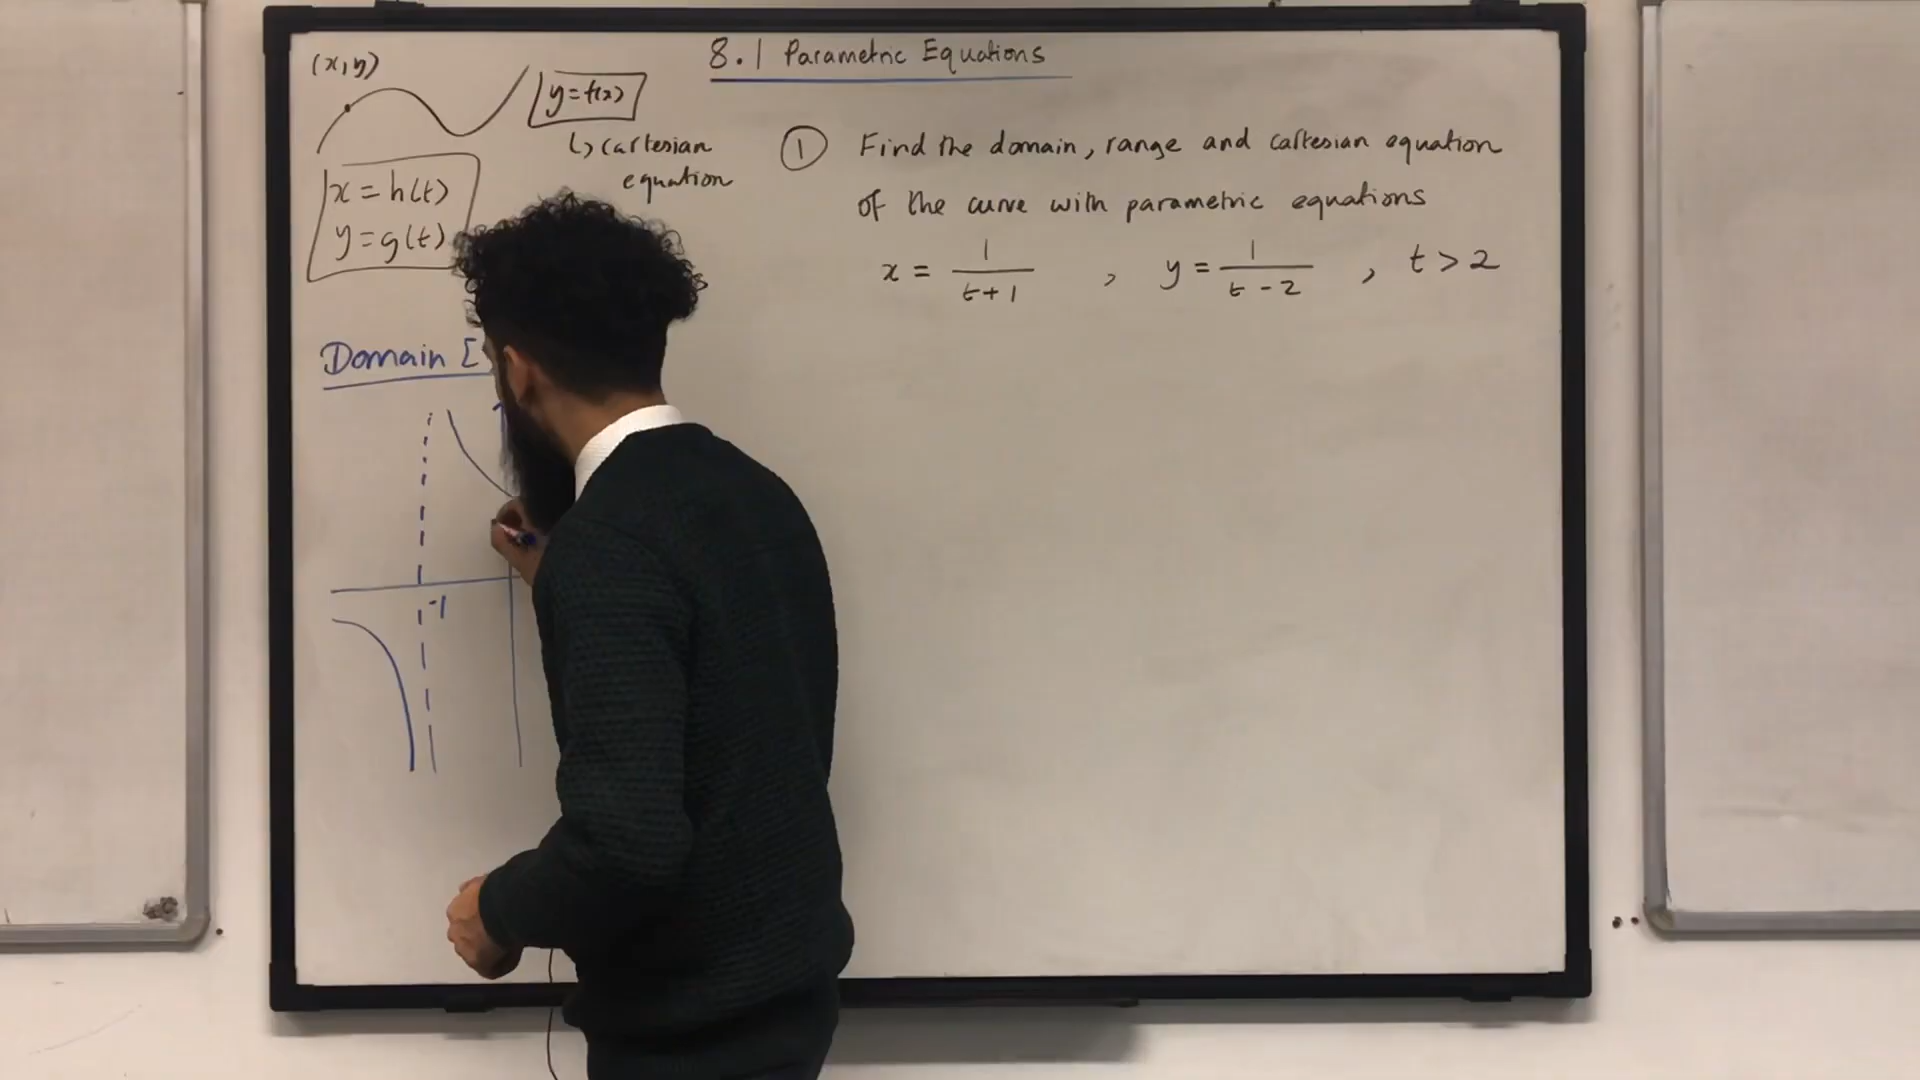 8.1 Parametric Equations
(x,y)
y=f(x)
↳ cartesian
equation
x = h(t)
y = g(t)
Domain [
-1
① Find the domain, range and cartesian equation
of the curve with parametric equations
x = 1/(t+1) , y = 1/(t-2) , t > 2